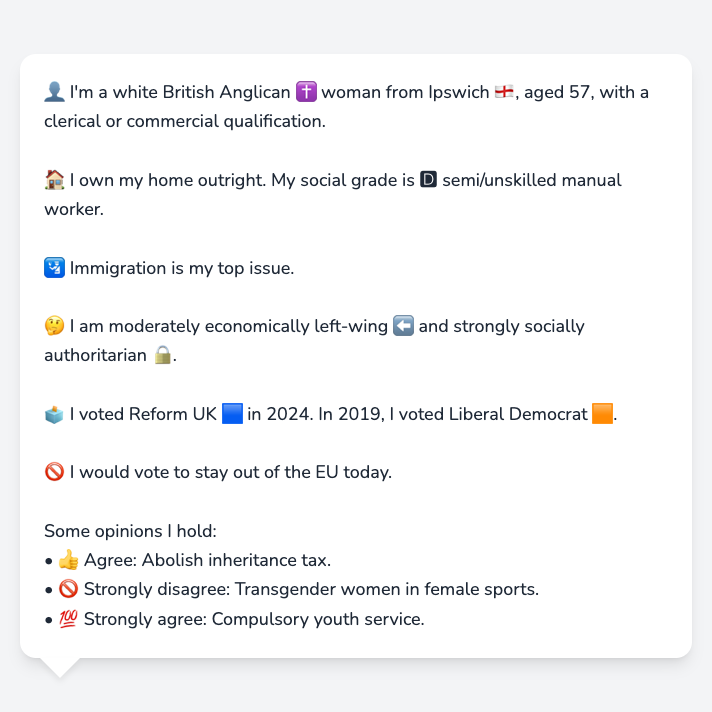 👤 I'm a white British Anglican ✝️ woman from Ipswich 🏴󠁧󠁢󠁥󠁮󠁧󠁿, aged 57, with a
clerical or commercial qualification.
🏠 I own my home outright. My social grade is 🅳 semi/unskilled manual
worker.
🛂 Immigration is my top issue.
🤔 I am moderately economically left-wing ⬅️ and strongly socially
authoritarian 🔒.
🗳️ I voted Reform UK 🟦 in 2024. In 2019, I voted Liberal Democrat 🟧.
🚫 I would vote to stay out of the EU today.
Some opinions I hold:
• 👍 Agree: Abolish inheritance tax.
• 🚫 Strongly disagree: Transgender women in female sports.
• 💯 Strongly agree: Compulsory youth service.